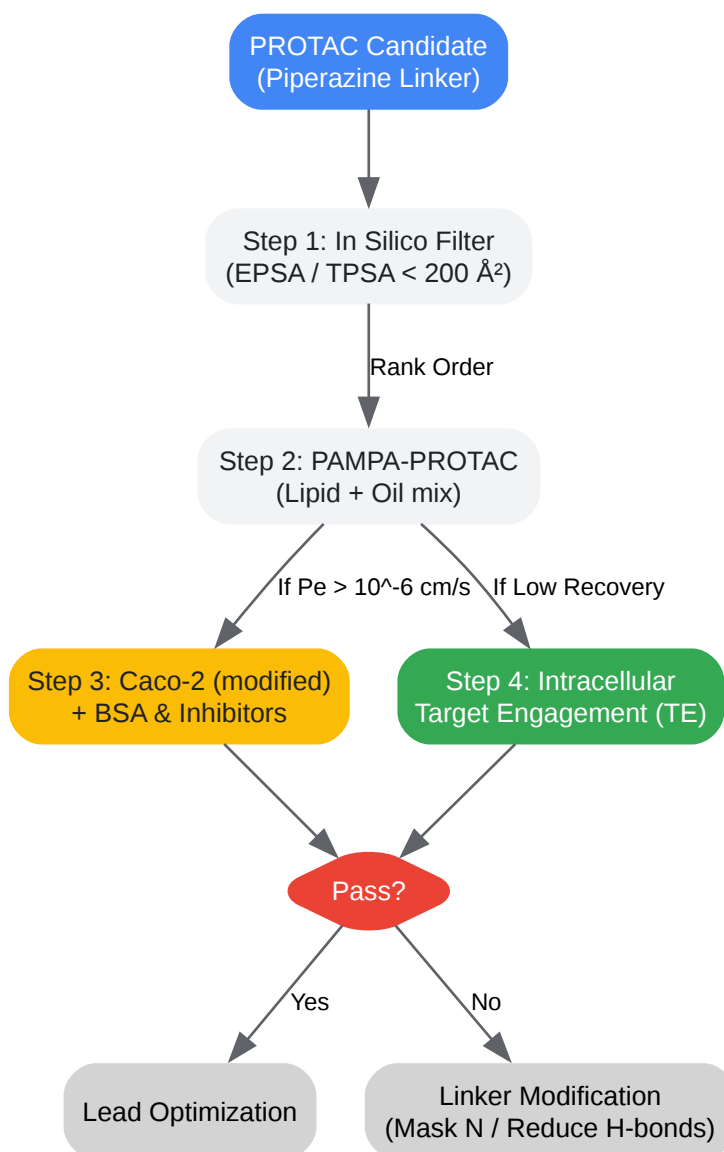 PROTAC Candidate
(Piperazine Linker)
Step 1: In Silico Filter
(EPSA / TPSA < 200 Å²)
Rank Order
Step 2: PAMPA-PROTAC
(Lipid + Oil mix)
If Pe > 10^-6 cm/s
If Low Recovery
Step 3: Caco-2 (modified)
+ BSA & Inhibitors
Step 4: Intracellular
Target Engagement (TE)
Pass?
Yes
No
Lead Optimization
Linker Modification
(Mask N / Reduce H-bonds)